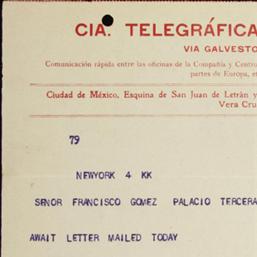 CIA. TELEGRÁFICA
VIA GALVESTO
Comunicación rápida entre las oficinas de la Compañía y Centro
partes de Europa, et
Ciudad de México, Esquina de San Juan de Letrán y
Vera Cru
79
NEWYORK 4 KK
SENOR FRANCISCO GOMEZ PALACIO TERCERA
AWAIT LETTER MAILED TODAY